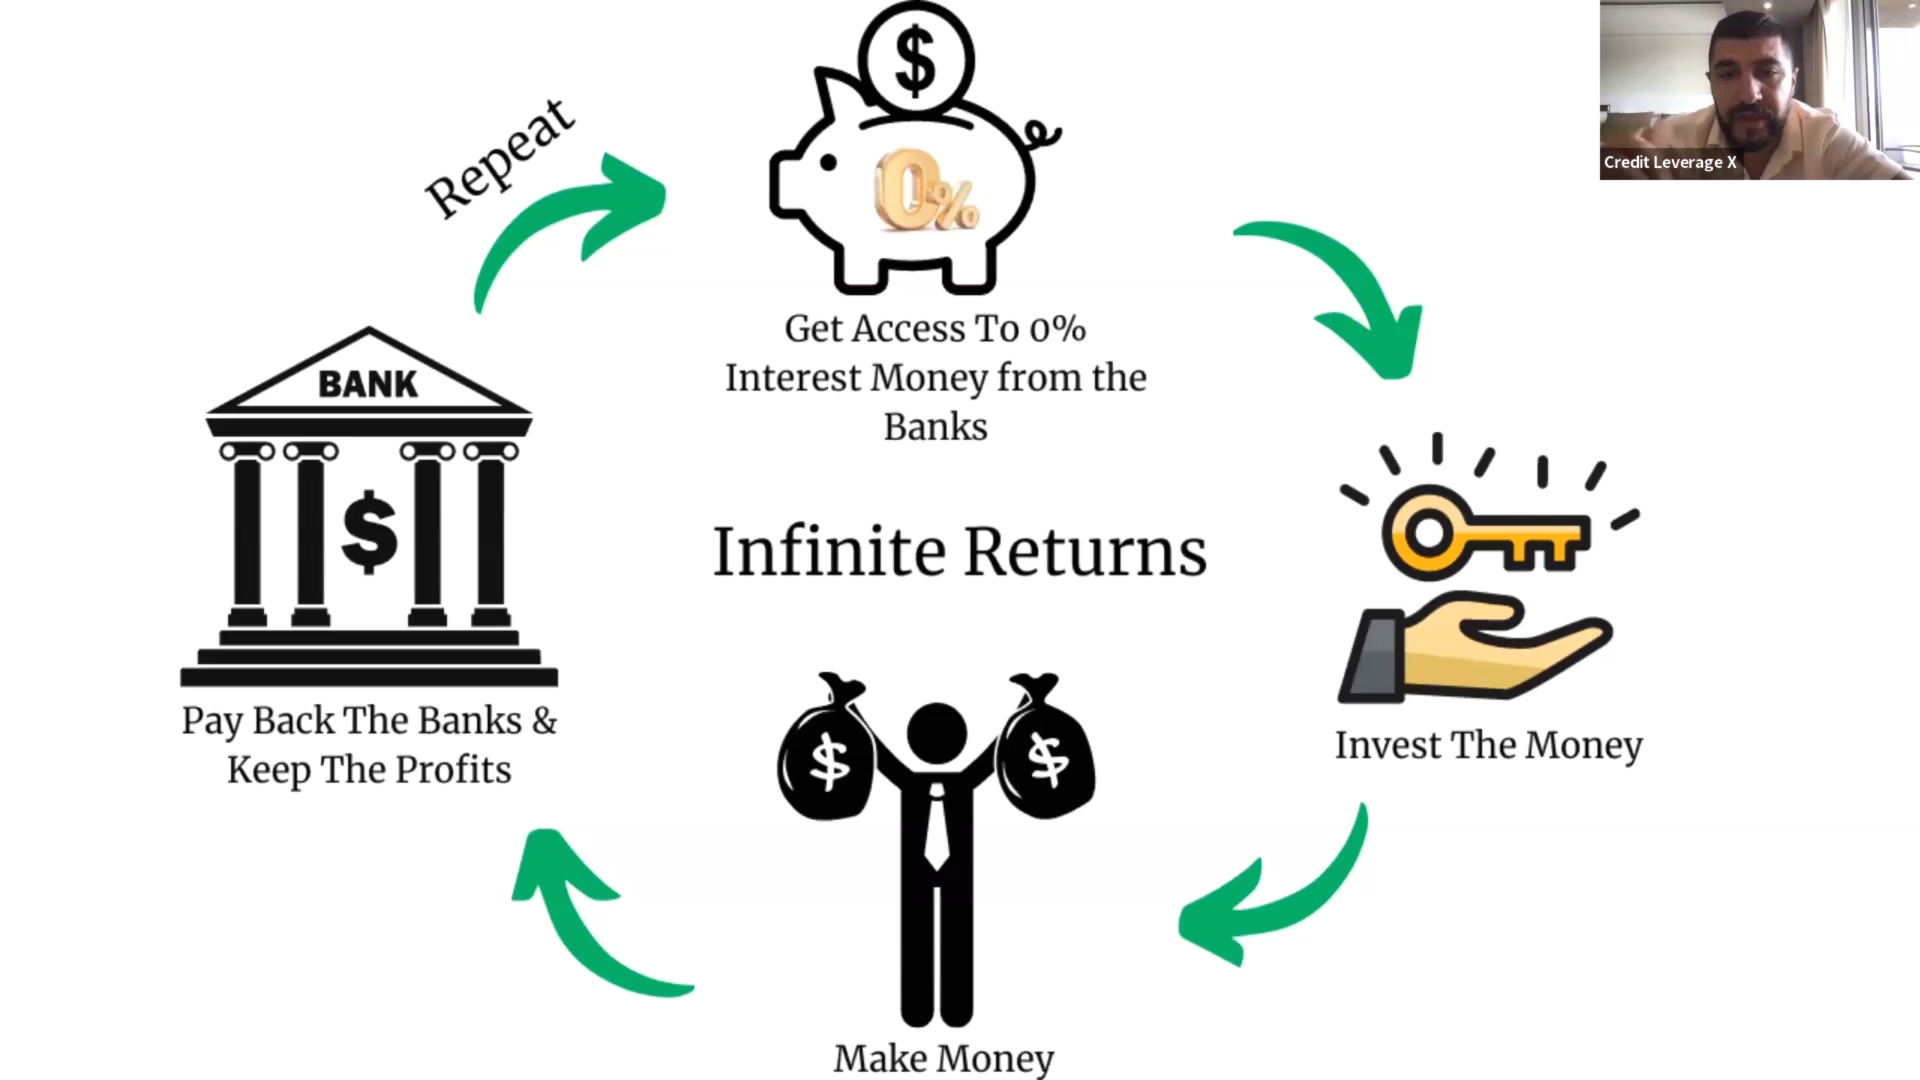 $
Credit Leverage X
Repeat
0%
Get Access To 0%
Interest Money from the
Banks
BANK
$
Infinite Returns
Pay Back The Banks &
Keep The Profits
Invest The Money
$ $
Make Money